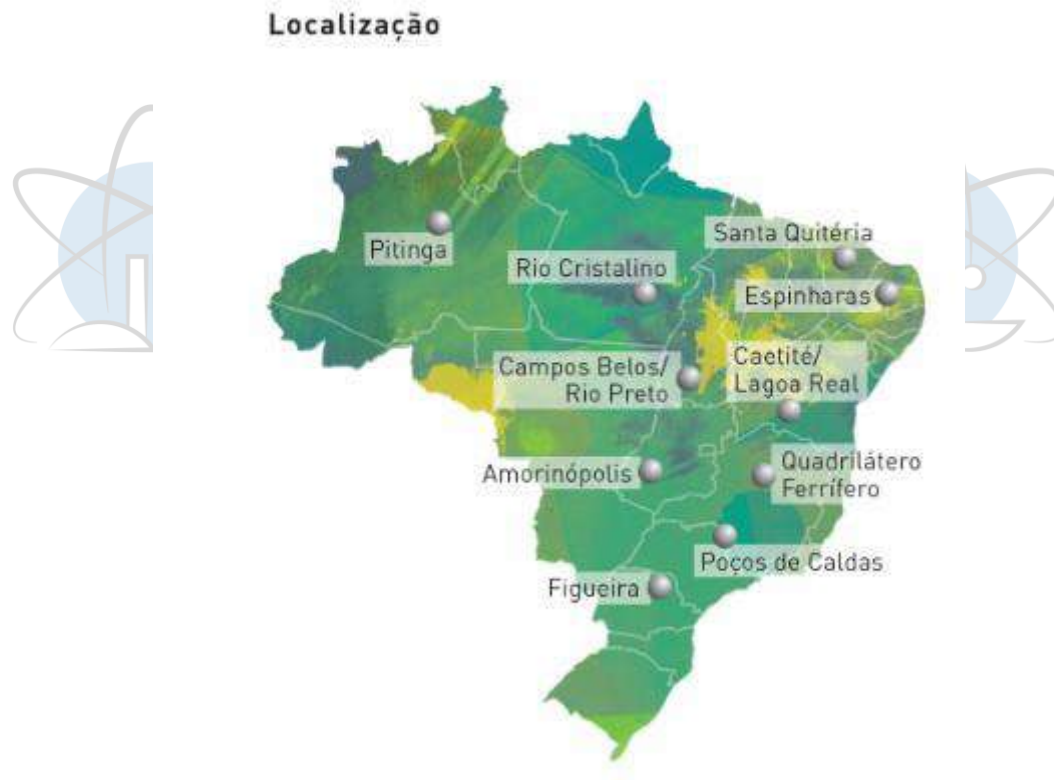 Localização
Pitinga
Santa Quitéria
Rio Cristalino
Espinharas
Campos Belos/
Rio Preto
Caetité/
Lagoa Real
Amorinópolis
Quadrilátero
Ferrífero
Poços de Caldas
Figueira